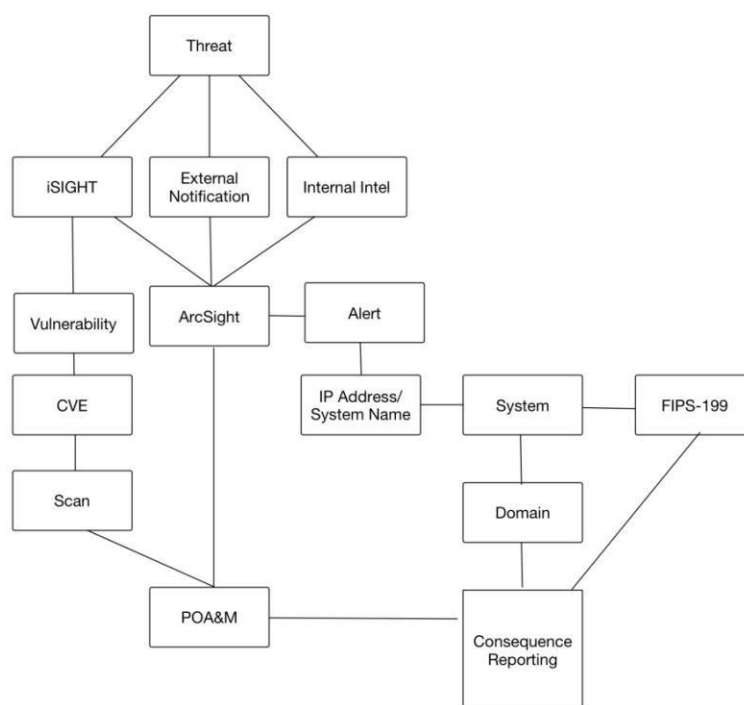 Threat
iSIGHT
External
Notification
Internal Intel
Vulnerability
ArcSight
Alert
CVE
IP Address/
System Name
System
FIPS-199
Scan
Domain
POA&M
Consequence
Reporting